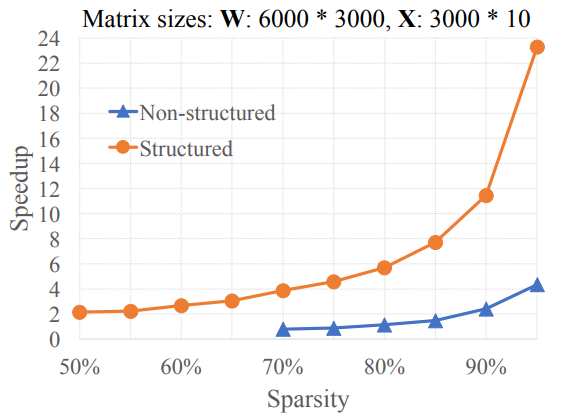 Matrix sizes: W: 6000 * 3000, X: 3000 * 10
24
22
20
18
16
14
12
10
8
6
4
2
0
Speedup
Non-structured
Structured
50% 60% 70% 80% 90%
Sparsity